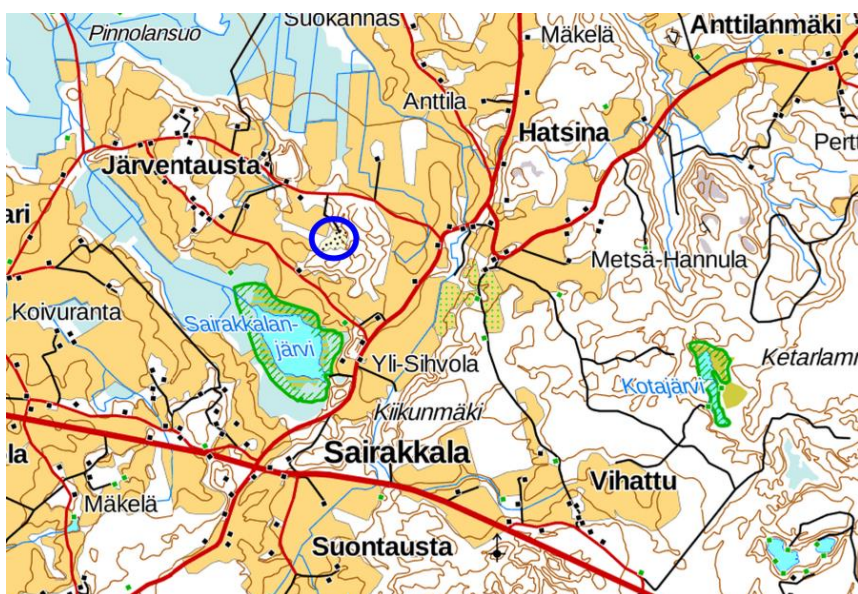 Suokannas
Pinnolansuo
Mäkelä
Anttilanmäki
Anttila
Hatsina
Järventausta
Pertt
ari
Metsä-Hannula
Koivuranta
Sairakkalan-
järvi
Yli-Sihvola
Ketarlamm
Kotajärvi
Kiikunmäki
la
Sairakkala
Vihattu
Mäkelä
Suontausta